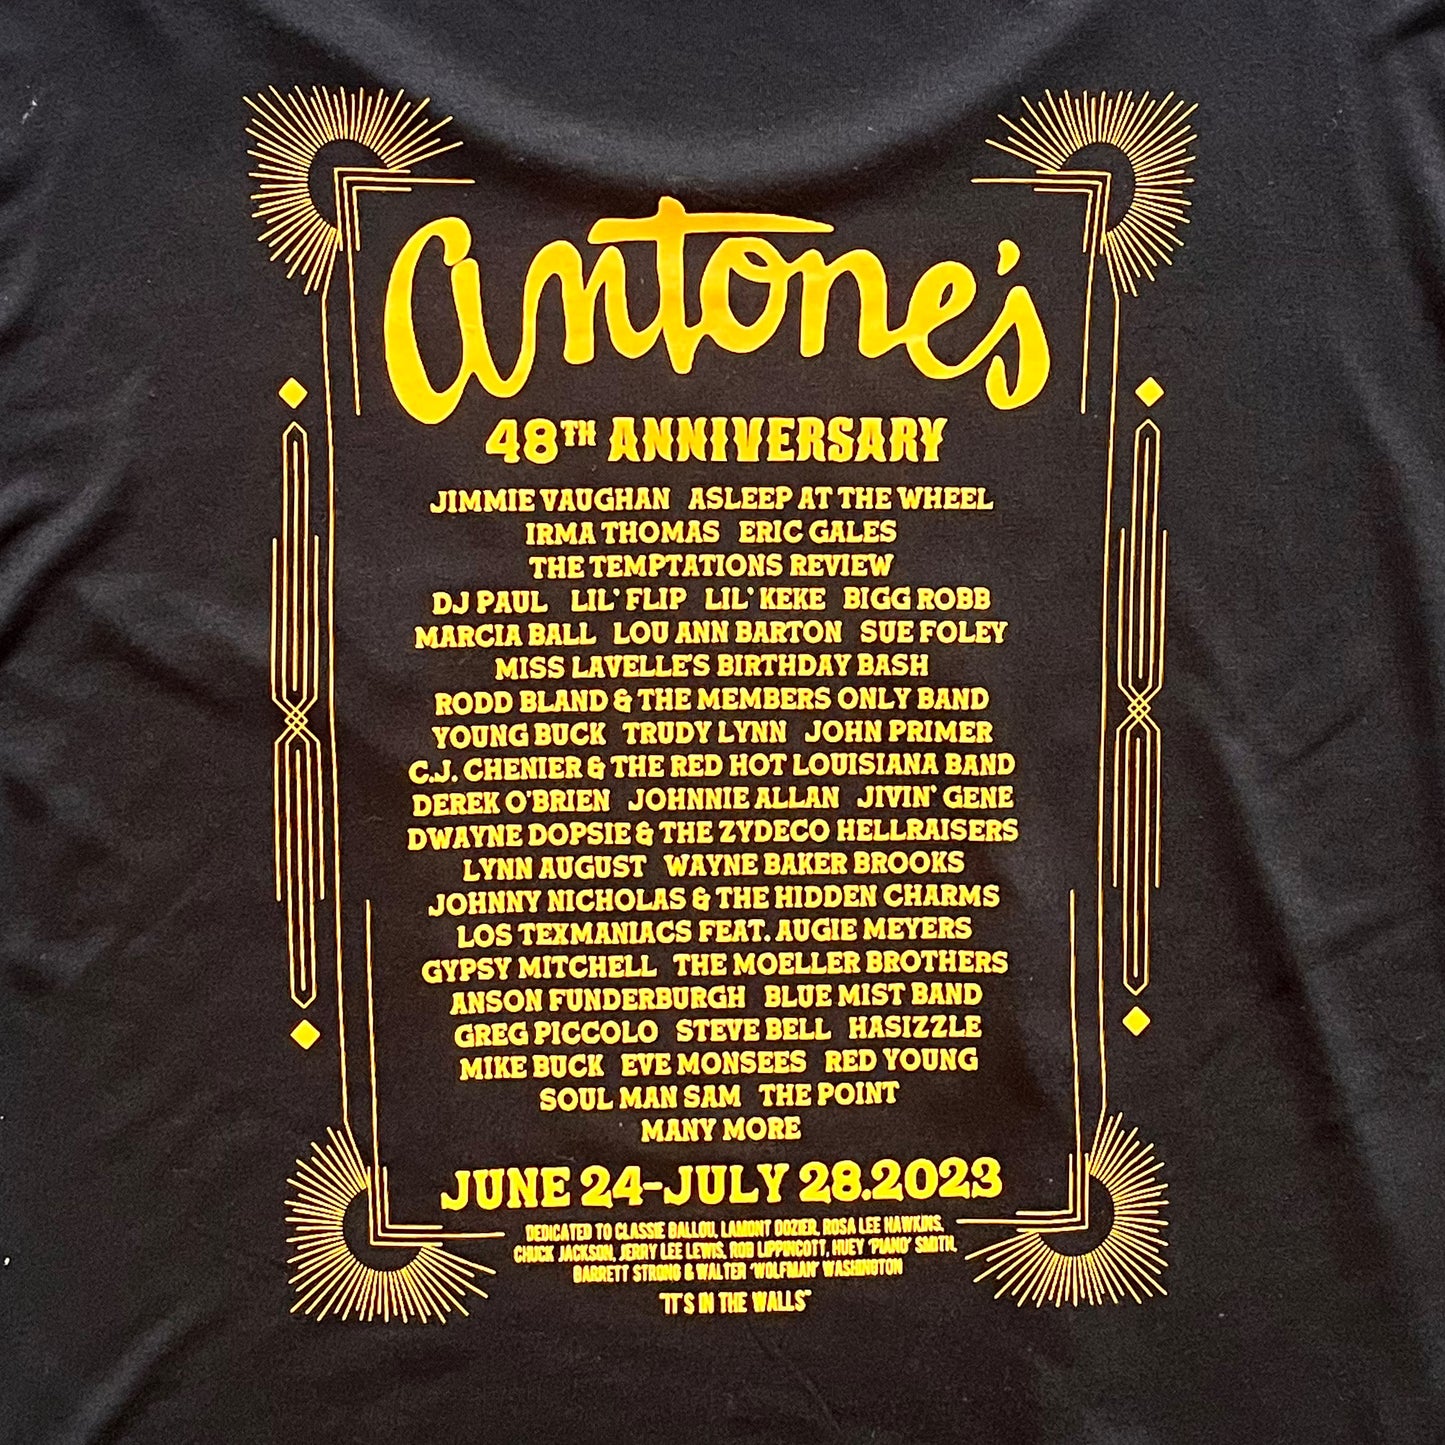 antone's
48TH ANNIVERSARY
JIMMIE VAUGHAN ASLEEP AT THE WHEEL
IRMA THOMAS ERIC GALES
THE TEMPTATIONS REVIEW
DJ PAUL LIL' FLIP LIL' KEKE BIGG ROBB
MARCIA BALL LOU ANN BARTON SUE FOLEY
MISS LAVELLE'S BIRTHDAY BASH
RODD BLAND & THE MEMBERS ONLY BAND
YOUNG BUCK TRUDY LYNN JOHN PRIMER
C.J. CHENIER & THE RED HOT LOUISIANA BAND
DEREK O'BRIEN JOHNNIE ALLAN JIVIN' GENE
DWAYNE DOPSIE & THE ZYDECO HELLRAISERS
LYNN AUGUST WAYNE BAKER BROOKS
JOHNNY NICHOLAS & THE HIDDEN CHARMS
LOS TEXMANIACS FEAT. AUGIE MEYERS
GYPSY MITCHELL THE MOELLER BROTHERS
ANSON FUNDERBURGH BLUE MIST BAND
GREG PICCOLO STEVE BELL HASIZZLE
MIKE BUCK EVE MONSEES RED YOUNG
SOUL MAN SAM THE POINT
MANY MORE
JUNE 24-JULY 28.2023
DEDICATED TO CLASSIE BALLOU, LAMONT DOZIER, ROSA LEE HAWKINS,
CHUCK JACKSON, JERRY LEE LEWIS, ROB LIPPINCOTT, HUEY 'PIANO' SMITH,
BARRETT STRONG & WALTER 'WOLFMAN' WASHINGTON
"IT'S IN THE WALLS"